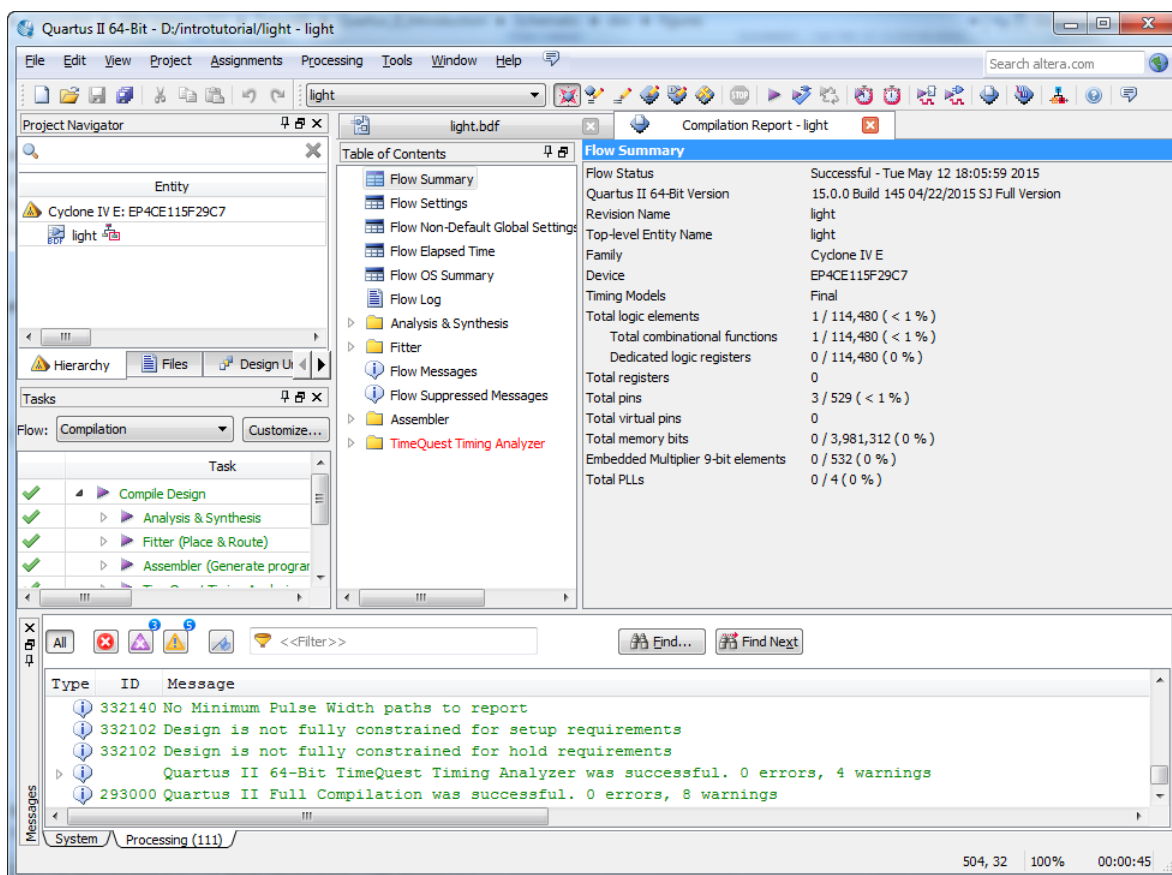 Quartus II 64-Bit - D:/introtutorial/light - light
File Edit View Project Assignments Processing Tools Window Help
Search altera.com
light
STOP
Project Navigator
Entity
Cyclone IV E: EP4CE115F29C7
BDF light
Hierarchy Files Design U
Tasks
Flow: Compilation Customize...
Task
Compile Design
Analysis & Synthesis
Fitter (Place & Route)
Assembler (Generate program
light.bdf
Compilation Report - light
Table of Contents
Flow Summary
Flow Settings
Flow Non-Default Global Settings
Flow Elapsed Time
Flow OS Summary
Flow Log
Analysis & Synthesis
Fitter
Flow Messages
Flow Suppressed Messages
Assembler
TimeQuest Timing Analyzer
Flow Summary
Flow Status Successful - Tue May 12 18:05:59 2015
Quartus II 64-Bit Version 15.0.0 Build 145 04/22/2015 SJ Full Version
Revision Name light
Top-level Entity Name light
Family Cyclone IV E
Device EP4CE115F29C7
Timing Models Final
Total logic elements 1 / 114,480 ( < 1 % )
Total combinational functions 1 / 114,480 ( < 1 % )
Dedicated logic registers 0 / 114,480 ( 0 % )
Total registers 0
Total pins 3 / 529 ( < 1 % )
Total virtual pins 0
Total memory bits 0 / 3,981,312 ( 0 % )
Embedded Multiplier 9-bit elements 0 / 532 ( 0 % )
Total PLLs 0 / 4 ( 0 % )
All 3 5 <<Filter>> Find... Find Next
Type ID Message
332140 No Minimum Pulse Width paths to report
332102 Design is not fully constrained for setup requirements
332102 Design is not fully constrained for hold requirements
Quartus II 64-Bit TimeQuest Timing Analyzer was successful. 0 errors, 4 warnings
293000 Quartus II Full Compilation was successful. 0 errors, 8 warnings
Messages
System Processing (111)
504, 32 100% 00:00:45